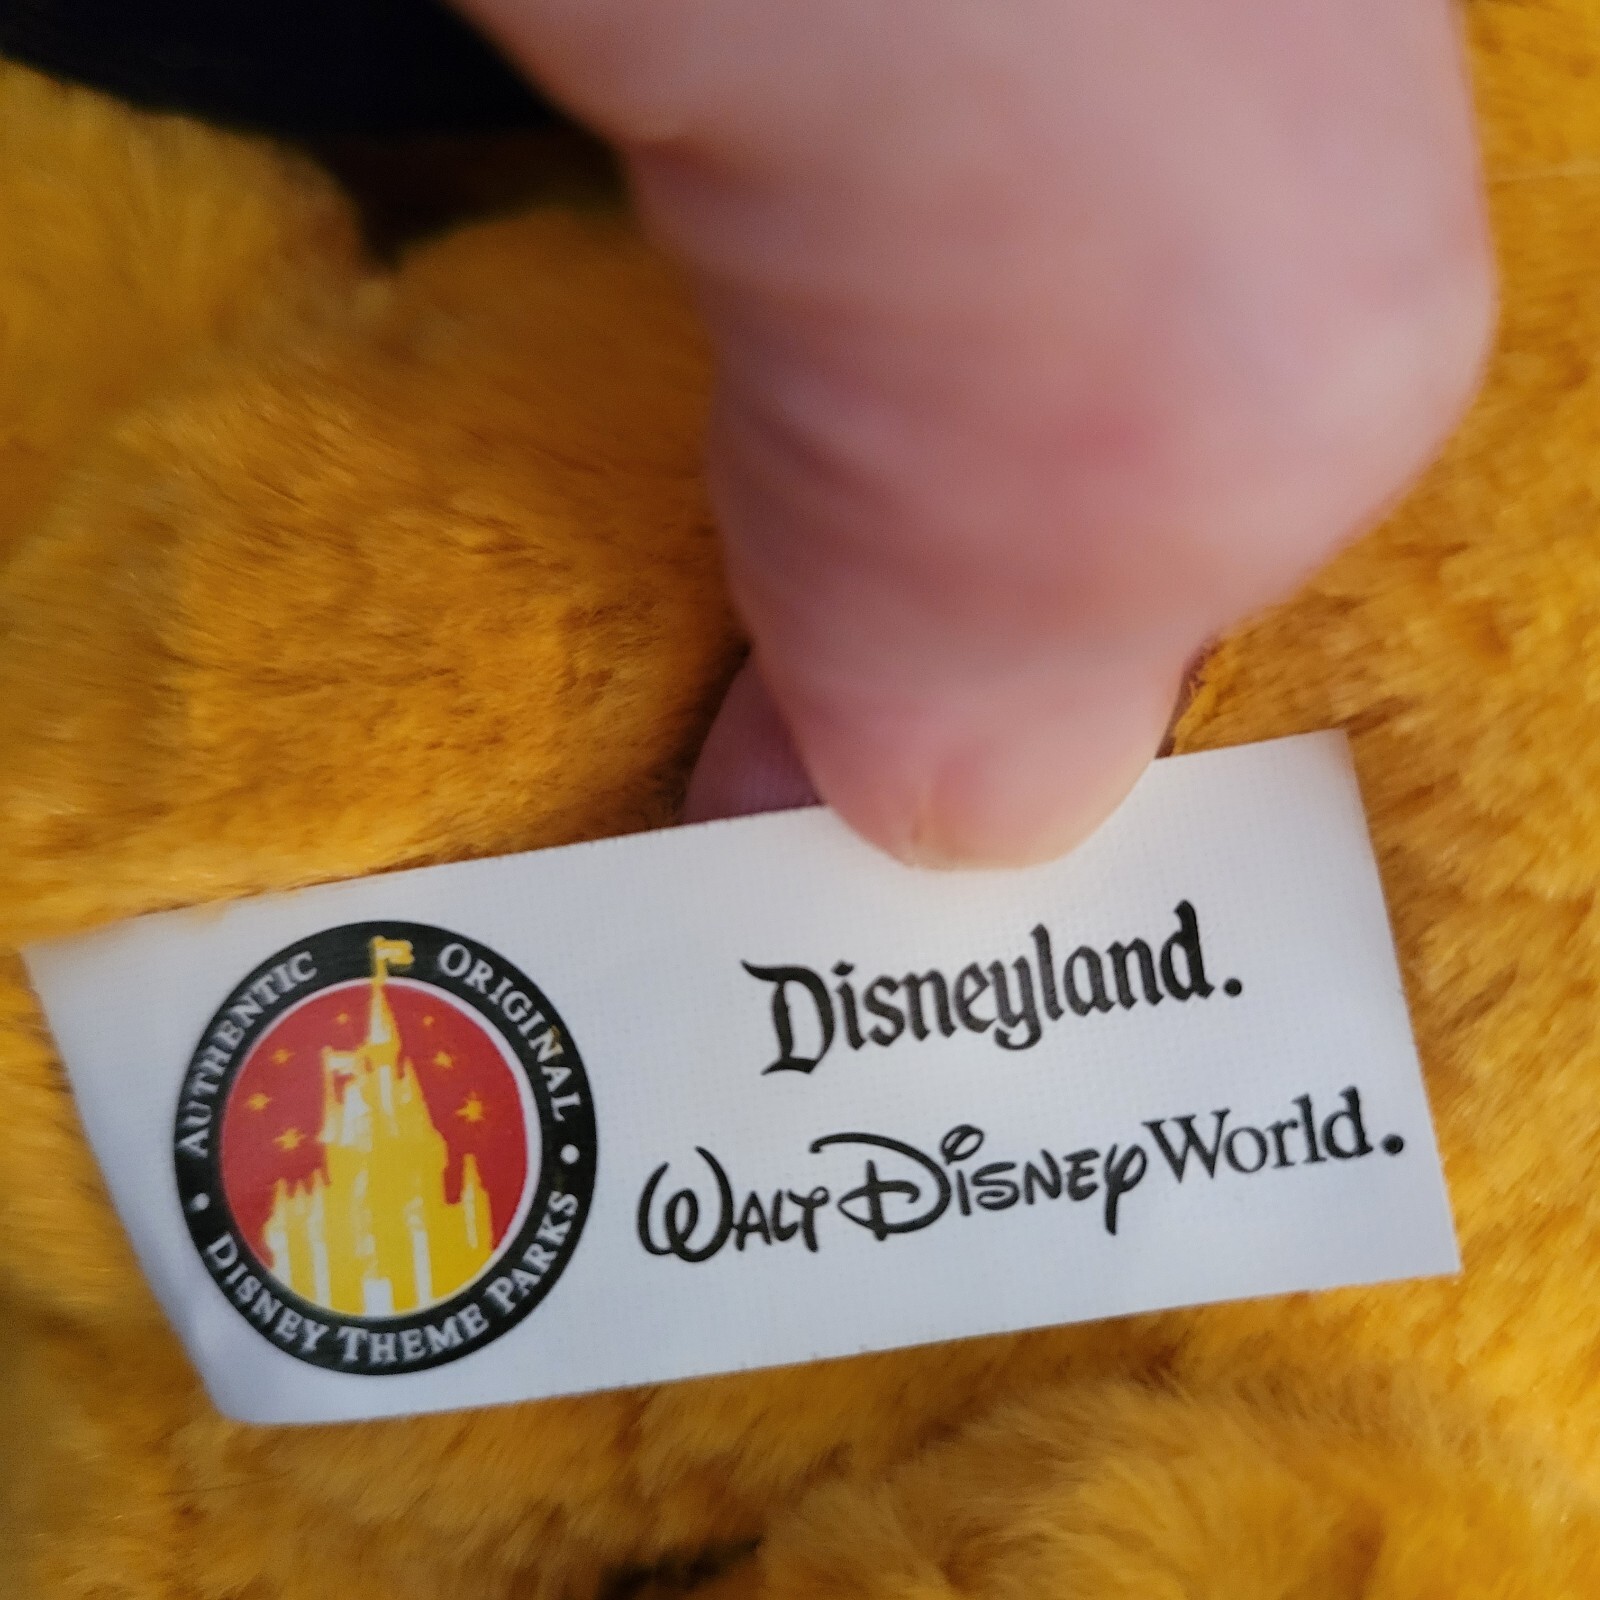 AUTHENTIC ORIGINAL
• DISNEY THEME PARKS •
Disneyland.
WALT DISNEY World.